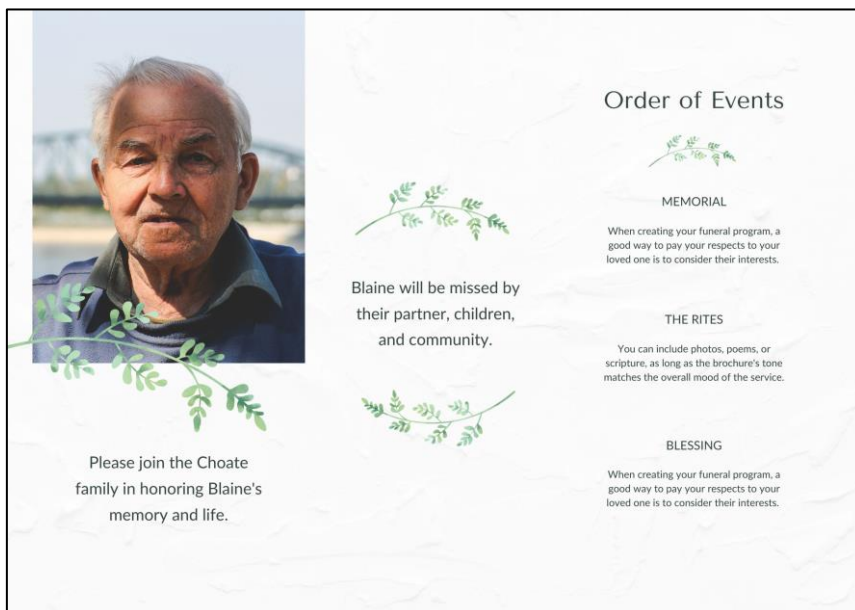 Please join the Choate
family in honoring Blaine's
memory and life.
Blaine will be missed by
their partner, children,
and community.
Order of Events
MEMORIAL
When creating your funeral program, a
good way to pay your respects to your
loved one is to consider their interests.
THE RITES
You can include photos, poems, or
scripture, as long as the brochure's tone
matches the overall mood of the service.
BLESSING
When creating your funeral program, a
good way to pay your respects to your
loved one is to consider their interests.